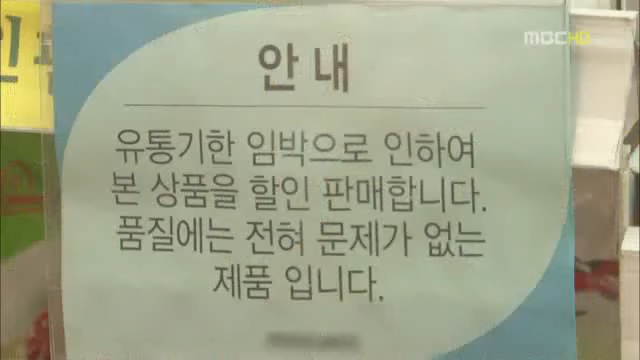 MBC HD
안내
유통기한 임박으로 인하여
본 상품을 할인 판매합니다.
품질에는 전혀 문제가 없는
제품 입니다.